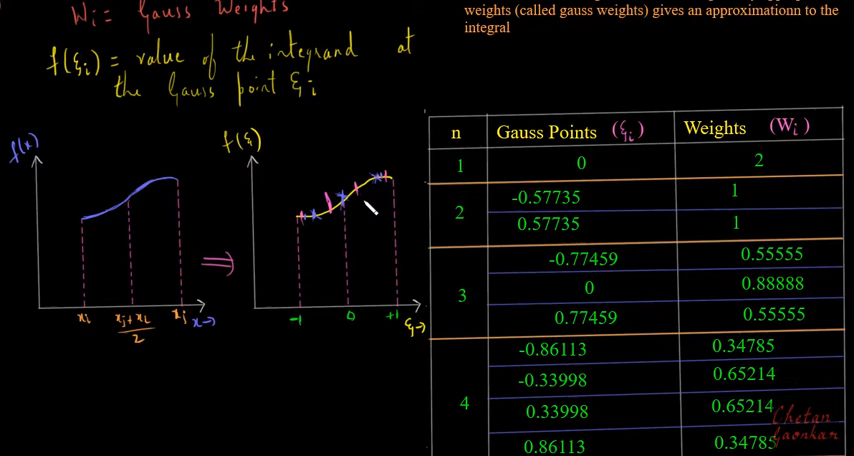 Wi = Gauss Weights
weights (called gauss weights) gives an approximationn to the
integral
f(ξi) = value of the integrand at
the Gauss point ξi
f(x)
f(ξ)
xi
xj + xi
2
xj
x→
⇒
-1
0
+1
ξ→
n Gauss Points (ξi) Weights (Wi)
1 0 2
2 -0.57735 1
0.57735 1
3 -0.77459 0.55555
0 0.88888
0.77459 0.55555
4 -0.86113 0.34785
-0.33998 0.65214
0.33998 0.65214
0.86113 0.34785
Chetan
Gaonkar